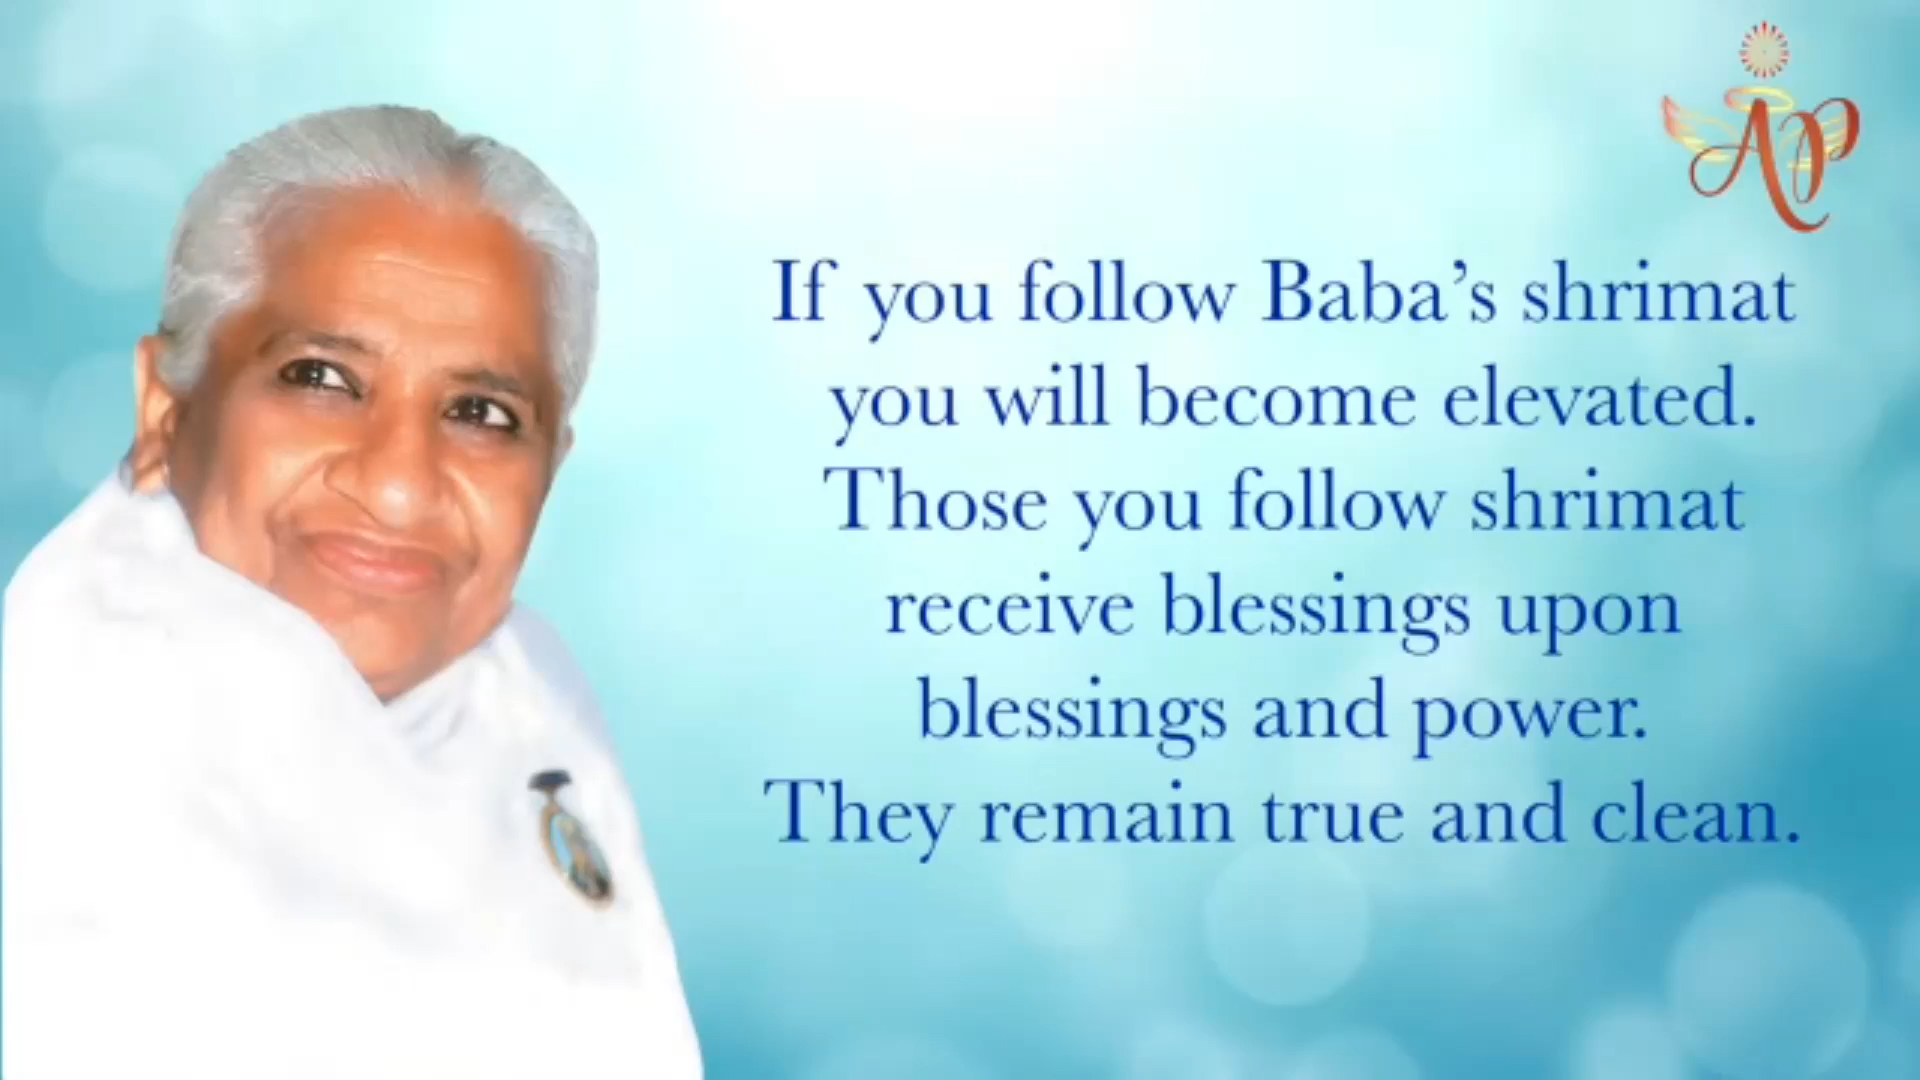 AP
If you follow Baba's shrimat
you will become elevated.
Those you follow shrimat
receive blessings upon
blessings and power.
They remain true and clean.